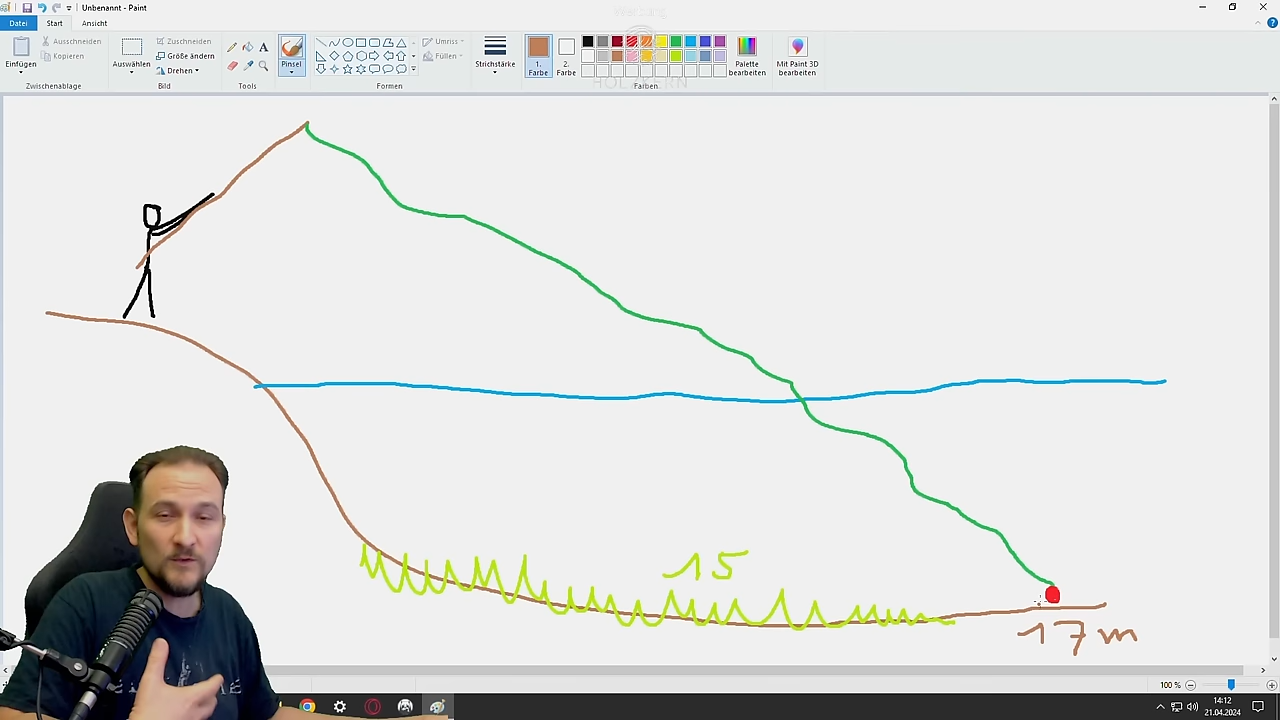 Unbenannt - Paint
Datei Start Ansicht
Einfügen
Ausschneiden
Kopieren
Zwischenablage
Auswählen
Zuschneiden
Größe ändern
Drehen
Bild
A
Tools
Pinsel
Formen
Umriss
Füllen
Strichstärke
1. Farbe
2. Farbe
Farben
Palette bearbeiten
Mit Paint 3D bearbeiten
Werbung
HOLZKERN
15
17 m
100 %
14:12
21.04.2024